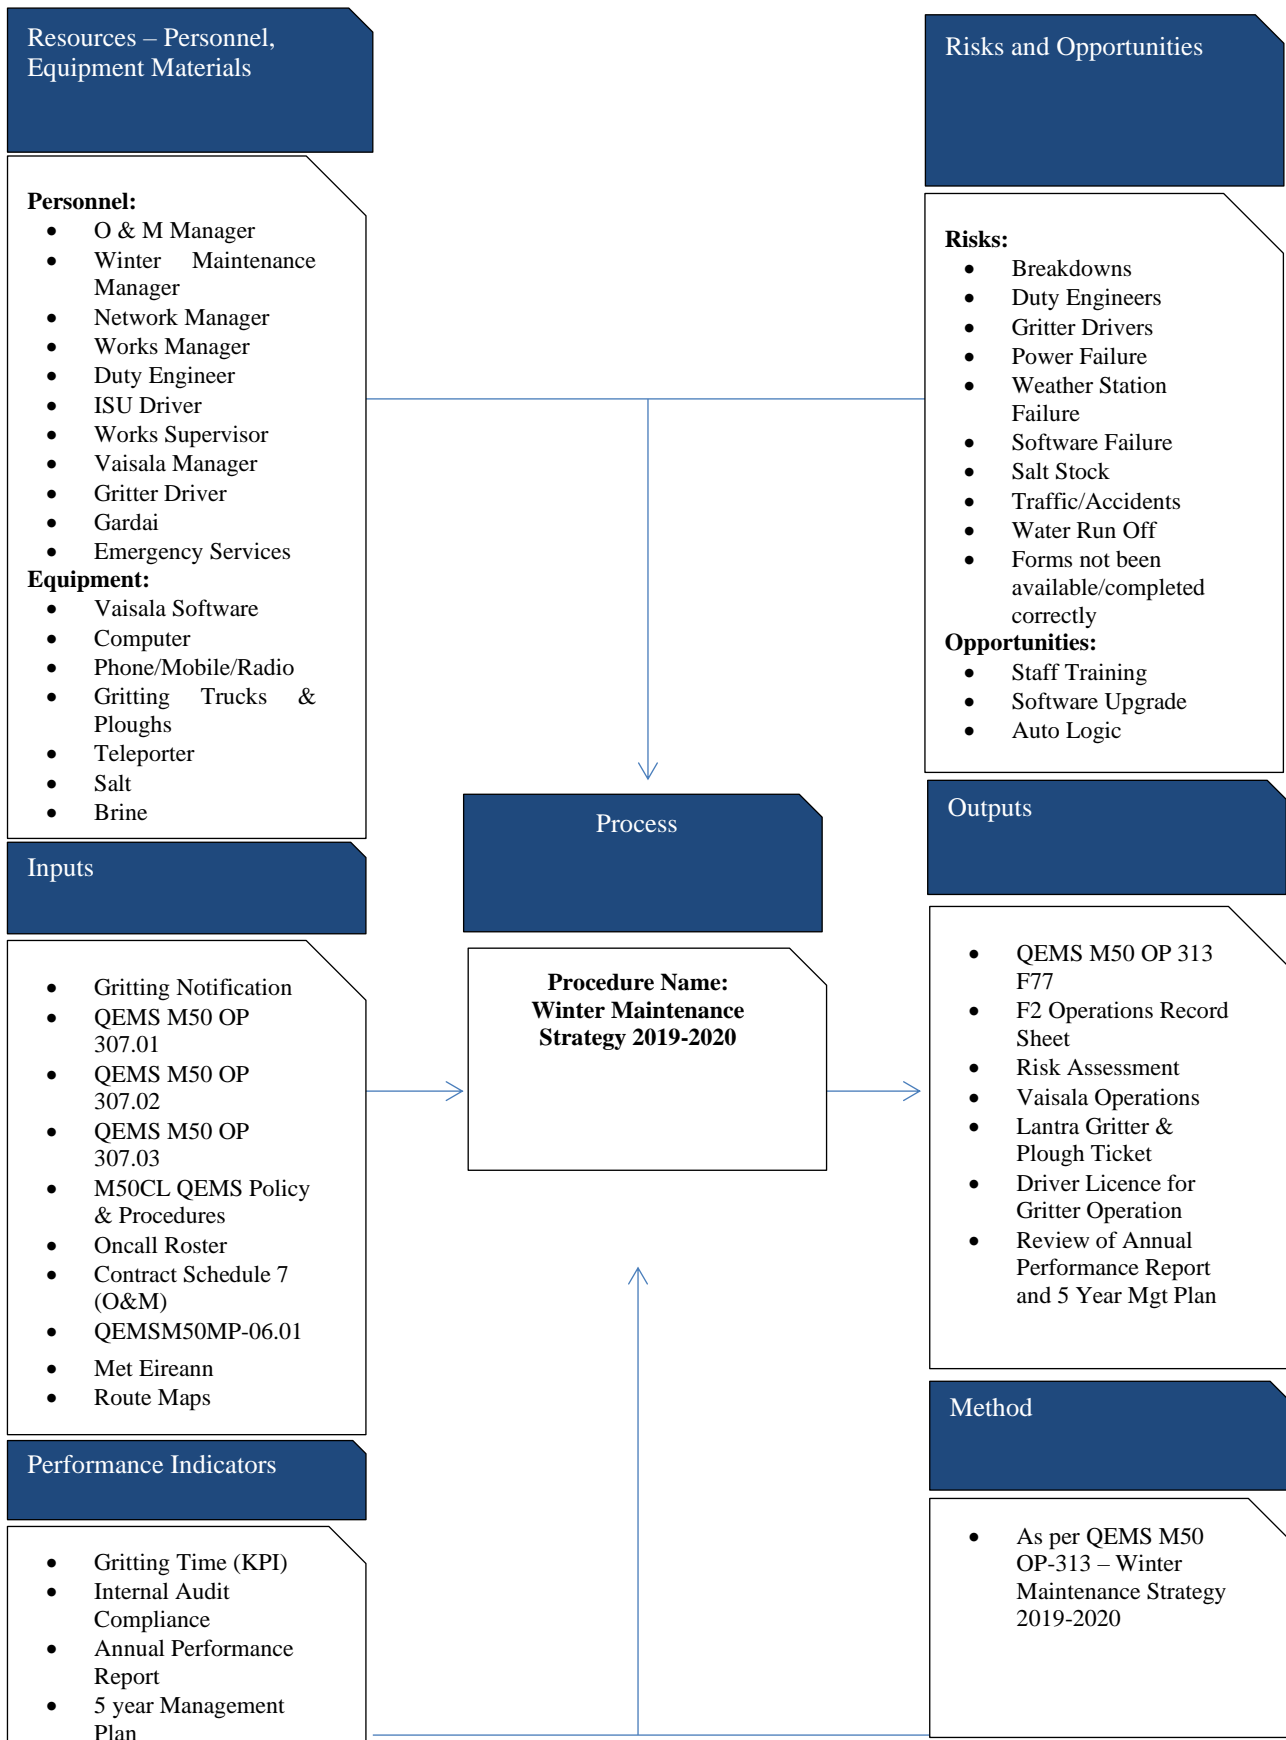 Resources – Personnel,
Equipment Materials
Personnel:
• O & M Manager
• Winter Maintenance
Manager
• Network Manager
• Works Manager
• Duty Engineer
• ISU Driver
• Works Supervisor
• Vaisala Manager
• Gritter Driver
• Gardai
• Emergency Services
Equipment:
• Vaisala Software
• Computer
• Phone/Mobile/Radio
• Gritting Trucks &
Ploughs
• Teleporter
• Salt
• Brine
Risks and Opportunities
Risks:
• Breakdowns
• Duty Engineers
• Gritter Drivers
• Power Failure
• Weather Station
Failure
• Software Failure
• Salt Stock
• Traffic/Accidents
• Water Run Off
• Forms not been
available/completed
correctly
Opportunities:
• Staff Training
• Software Upgrade
• Auto Logic
Inputs
• Gritting Notification
• QEMS M50 OP
307.01
• QEMS M50 OP
307.02
• QEMS M50 OP
307.03
• M50CL QEMS Policy
& Procedures
• Oncall Roster
• Contract Schedule 7
(O&M)
• QEMSM50MP-06.01
• Met Eireann
• Route Maps
Process
Procedure Name:
Winter Maintenance
Strategy 2019-2020
Outputs
• QEMS M50 OP 313
F77
• F2 Operations Record
Sheet
• Risk Assessment
• Vaisala Operations
• Lantra Gritter &
Plough Ticket
• Driver Licence for
Gritter Operation
• Review of Annual
Performance Report
and 5 Year Mgt Plan
Performance Indicators
• Gritting Time (KPI)
• Internal Audit
Compliance
• Annual Performance
Report
• 5 year Management
Plan
Method
• As per QEMS M50
OP-313 – Winter
Maintenance Strategy
2019-2020